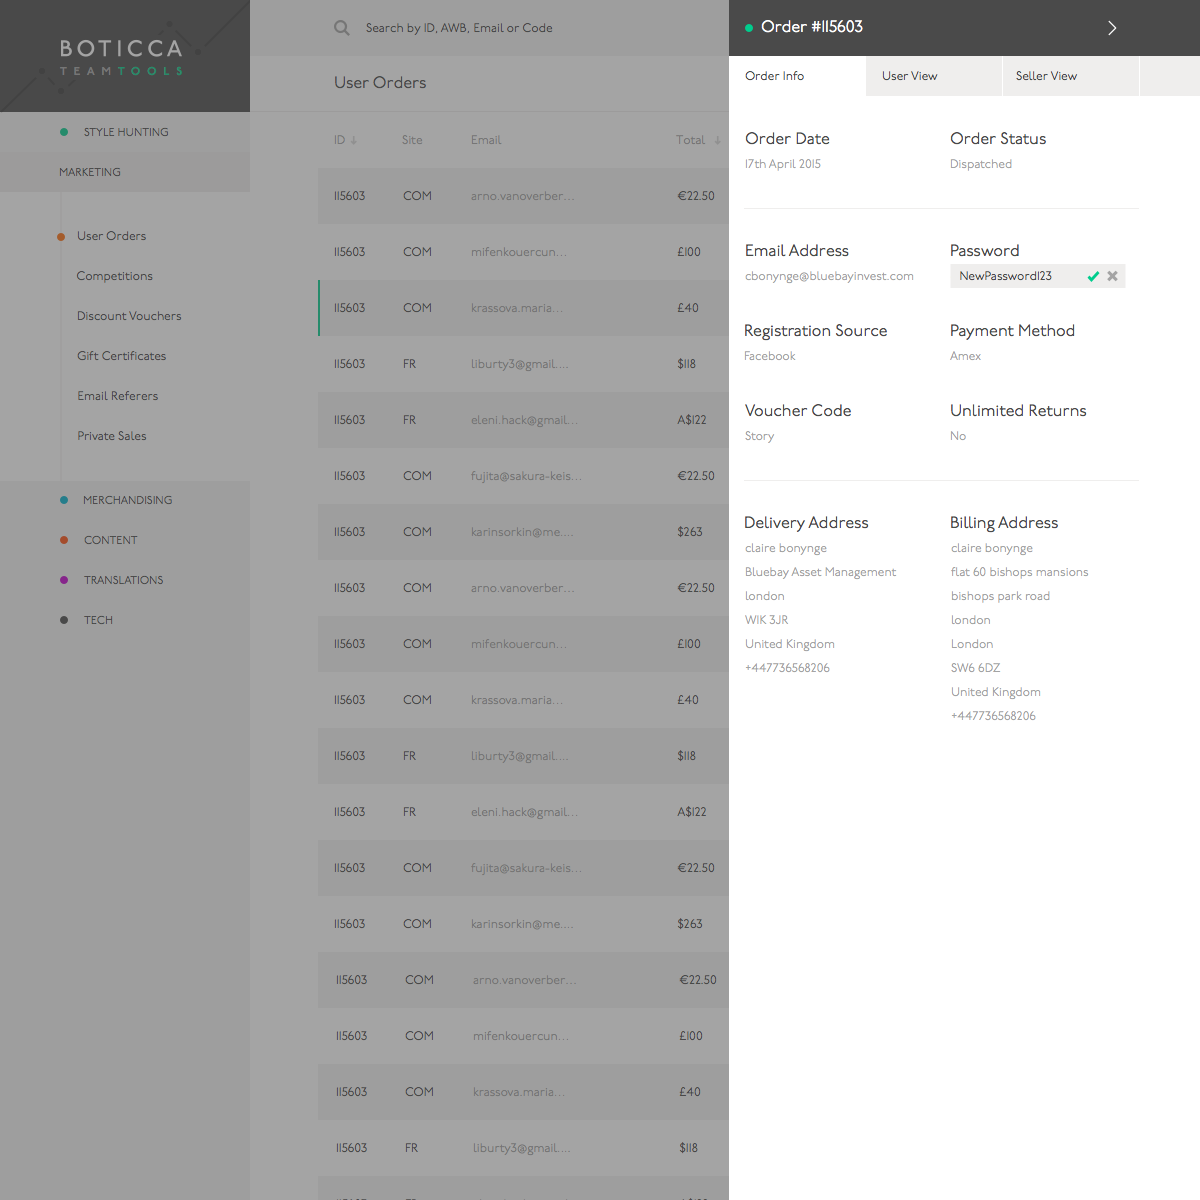 BOTICCA
TEAMTOOLS
STYLE HUNTING
MARKETING
User Orders
Competitions
Discount Vouchers
Gift Certificates
Email Referers
Private Sales
MERCHANDISING
CONTENT
TRANSLATIONS
TECH
Search by ID, AWB, Email or Code
User Orders
ID ↓ Site Email Total ↓
115603 COM arno.vanoverber... €22.50
115603 COM mifenkouercun... £100
115603 COM krassova.maria... £40
115603 FR liburty3@gmail.... $118
115603 FR eleni.hack@gmail... A$122
115603 COM fujita@sakura-keis... €22.50
115603 COM karinsorkin@me.... $263
115603 COM arno.vanoverber... €22.50
115603 COM mifenkouercun... £100
115603 COM krassova.maria... £40
115603 FR liburty3@gmail.... $118
115603 FR eleni.hack@gmail... A$122
115603 COM fujita@sakura-keis... €22.50
115603 COM karinsorkin@me.... $263
115603 COM arno.vanoverber... €22.50
115603 COM mifenkouercun... £100
115603 COM krassova.maria... £40
115603 FR liburty3@gmail.... $118
Order #115603
Order Info User View Seller View
Order Date Order Status
17th April 2015 Dispatched
Email Address Password
cbonynge@bluebayinvest.com NewPassword123
Registration Source Payment Method
Facebook Amex
Voucher Code Unlimited Returns
Story No
Delivery Address
claire bonynge
Bluebay Asset Management
london
W1K 3JR
United Kingdom
+447736568206
Billing Address
claire bonynge
flat 60 bishops mansions
bishops park road
london
London
SW6 6DZ
United Kingdom
+447736568206